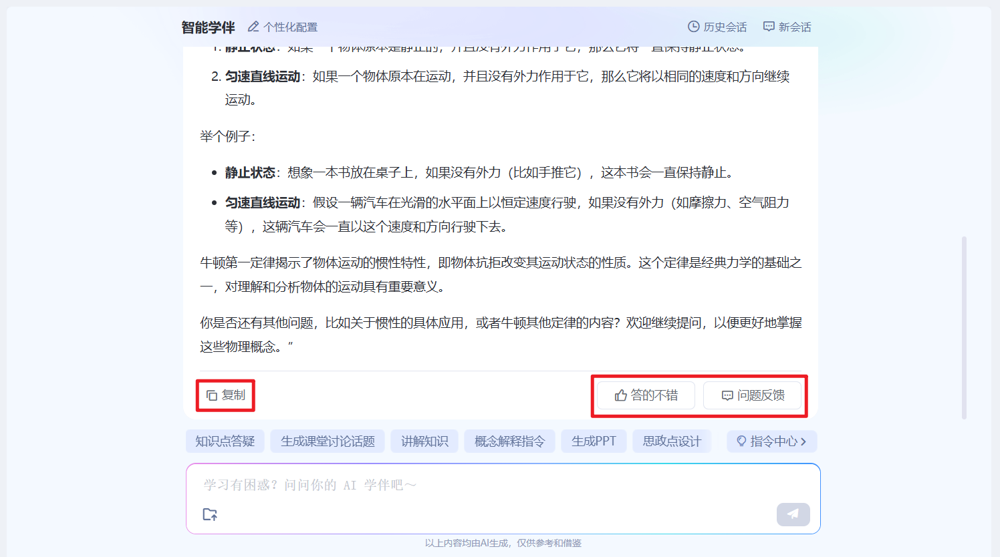 智能学伴 个性化配置 历史会话 新会话
1. 静止状态：如果一个物体原本是静止的，并且没有外力作用于它，那么它将一直保持静止状态。
2. 匀速直线运动：如果一个物体原本在运动，并且没有外力作用于它，那么它将以相同的速度和方向继续
运动。
举个例子：
• 静止状态：想象一本书放在桌子上，如果没有外力（比如手推它），这本书会一直保持静止。
• 匀速直线运动：假设一辆汽车在光滑的水平面上以恒定速度行驶，如果没有外力（如摩擦力、空气阻力
等），这辆汽车会一直以这个速度和方向行驶下去。
牛顿第一定律揭示了物体运动的惯性特性，即物体抗拒改变其运动状态的性质。这个定律是经典力学的基础之
一，对理解和分析物体的运动具有重要意义。
你是否还有其他问题，比如关于惯性的具体应用，或者牛顿其他定律的内容？欢迎继续提问，以便更好地掌握
这些物理概念。”
复制 答的不错 问题反馈
知识点答疑 生成课堂讨论话题 讲解知识 概念解释指令 生成PPT 思政点设计 指令中心
学习有困惑？问问你的 AI 学伴吧～
以上内容均由AI生成，仅供参考和借鉴